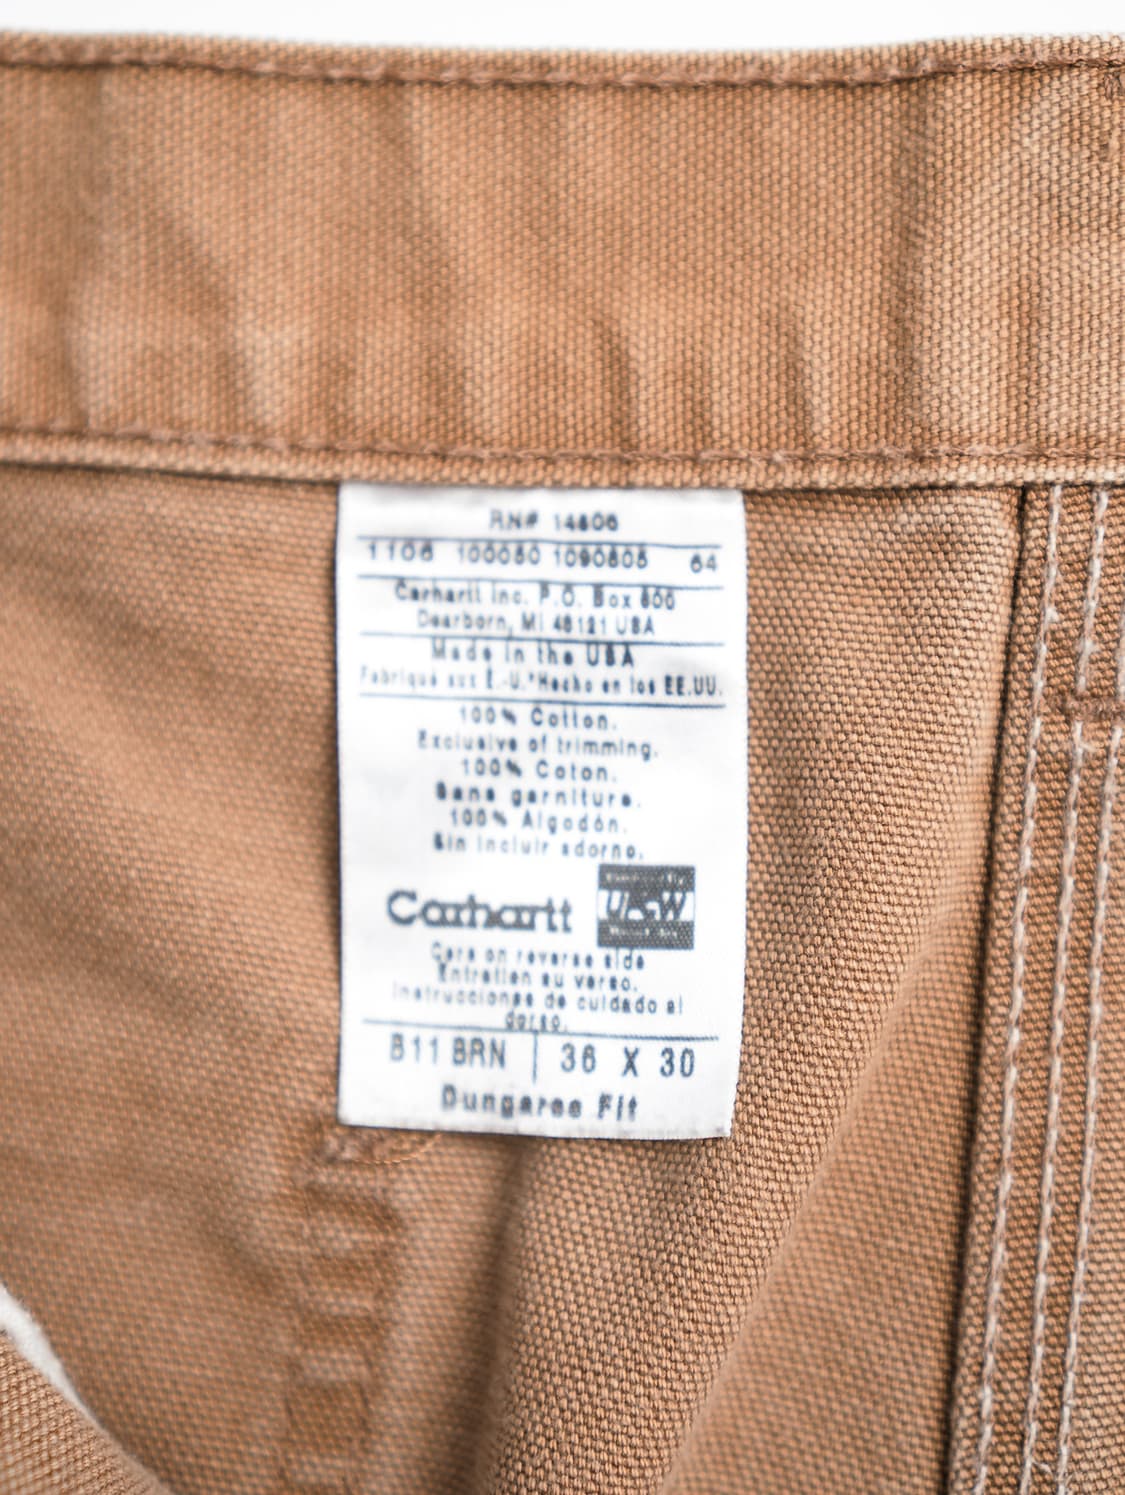 RN# 14806
1106 100080 1090805 64
Carhartt Inc. P.O. Box 600
Dearborn, MI 48121 USA
Made in the USA
Fabriqué aux É.-U.*Hecho en los EE.UU.
100% Cotton.
Exclusive of trimming.
100% Coton.
Sans garniture.
100% Algodón.
Sin incluir adorno.
Carhartt
Care on reverse side
Entretien au verso.
Instrucciones de cuidado al
dorso.
B11 BRN | 36 X 30
Dungaree Fit